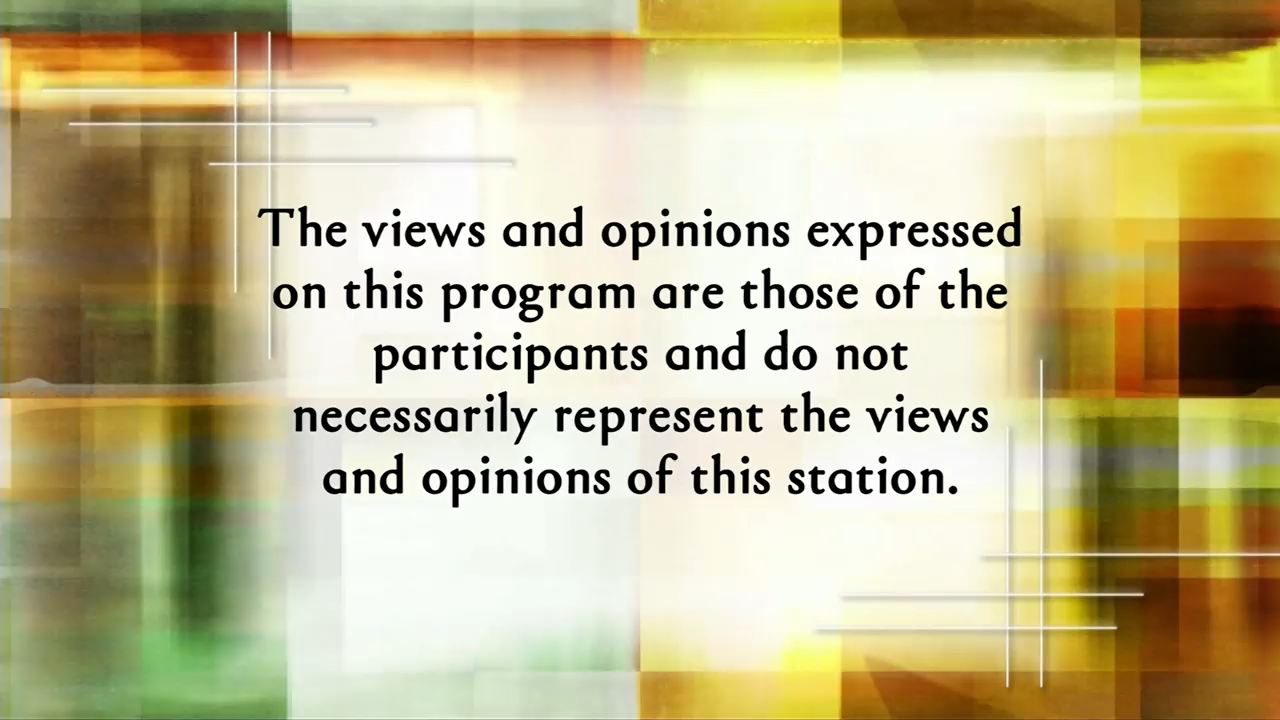 The views and opinions expressed
on this program are those of the
participants and do not
necessarily represent the views
and opinions of this station.